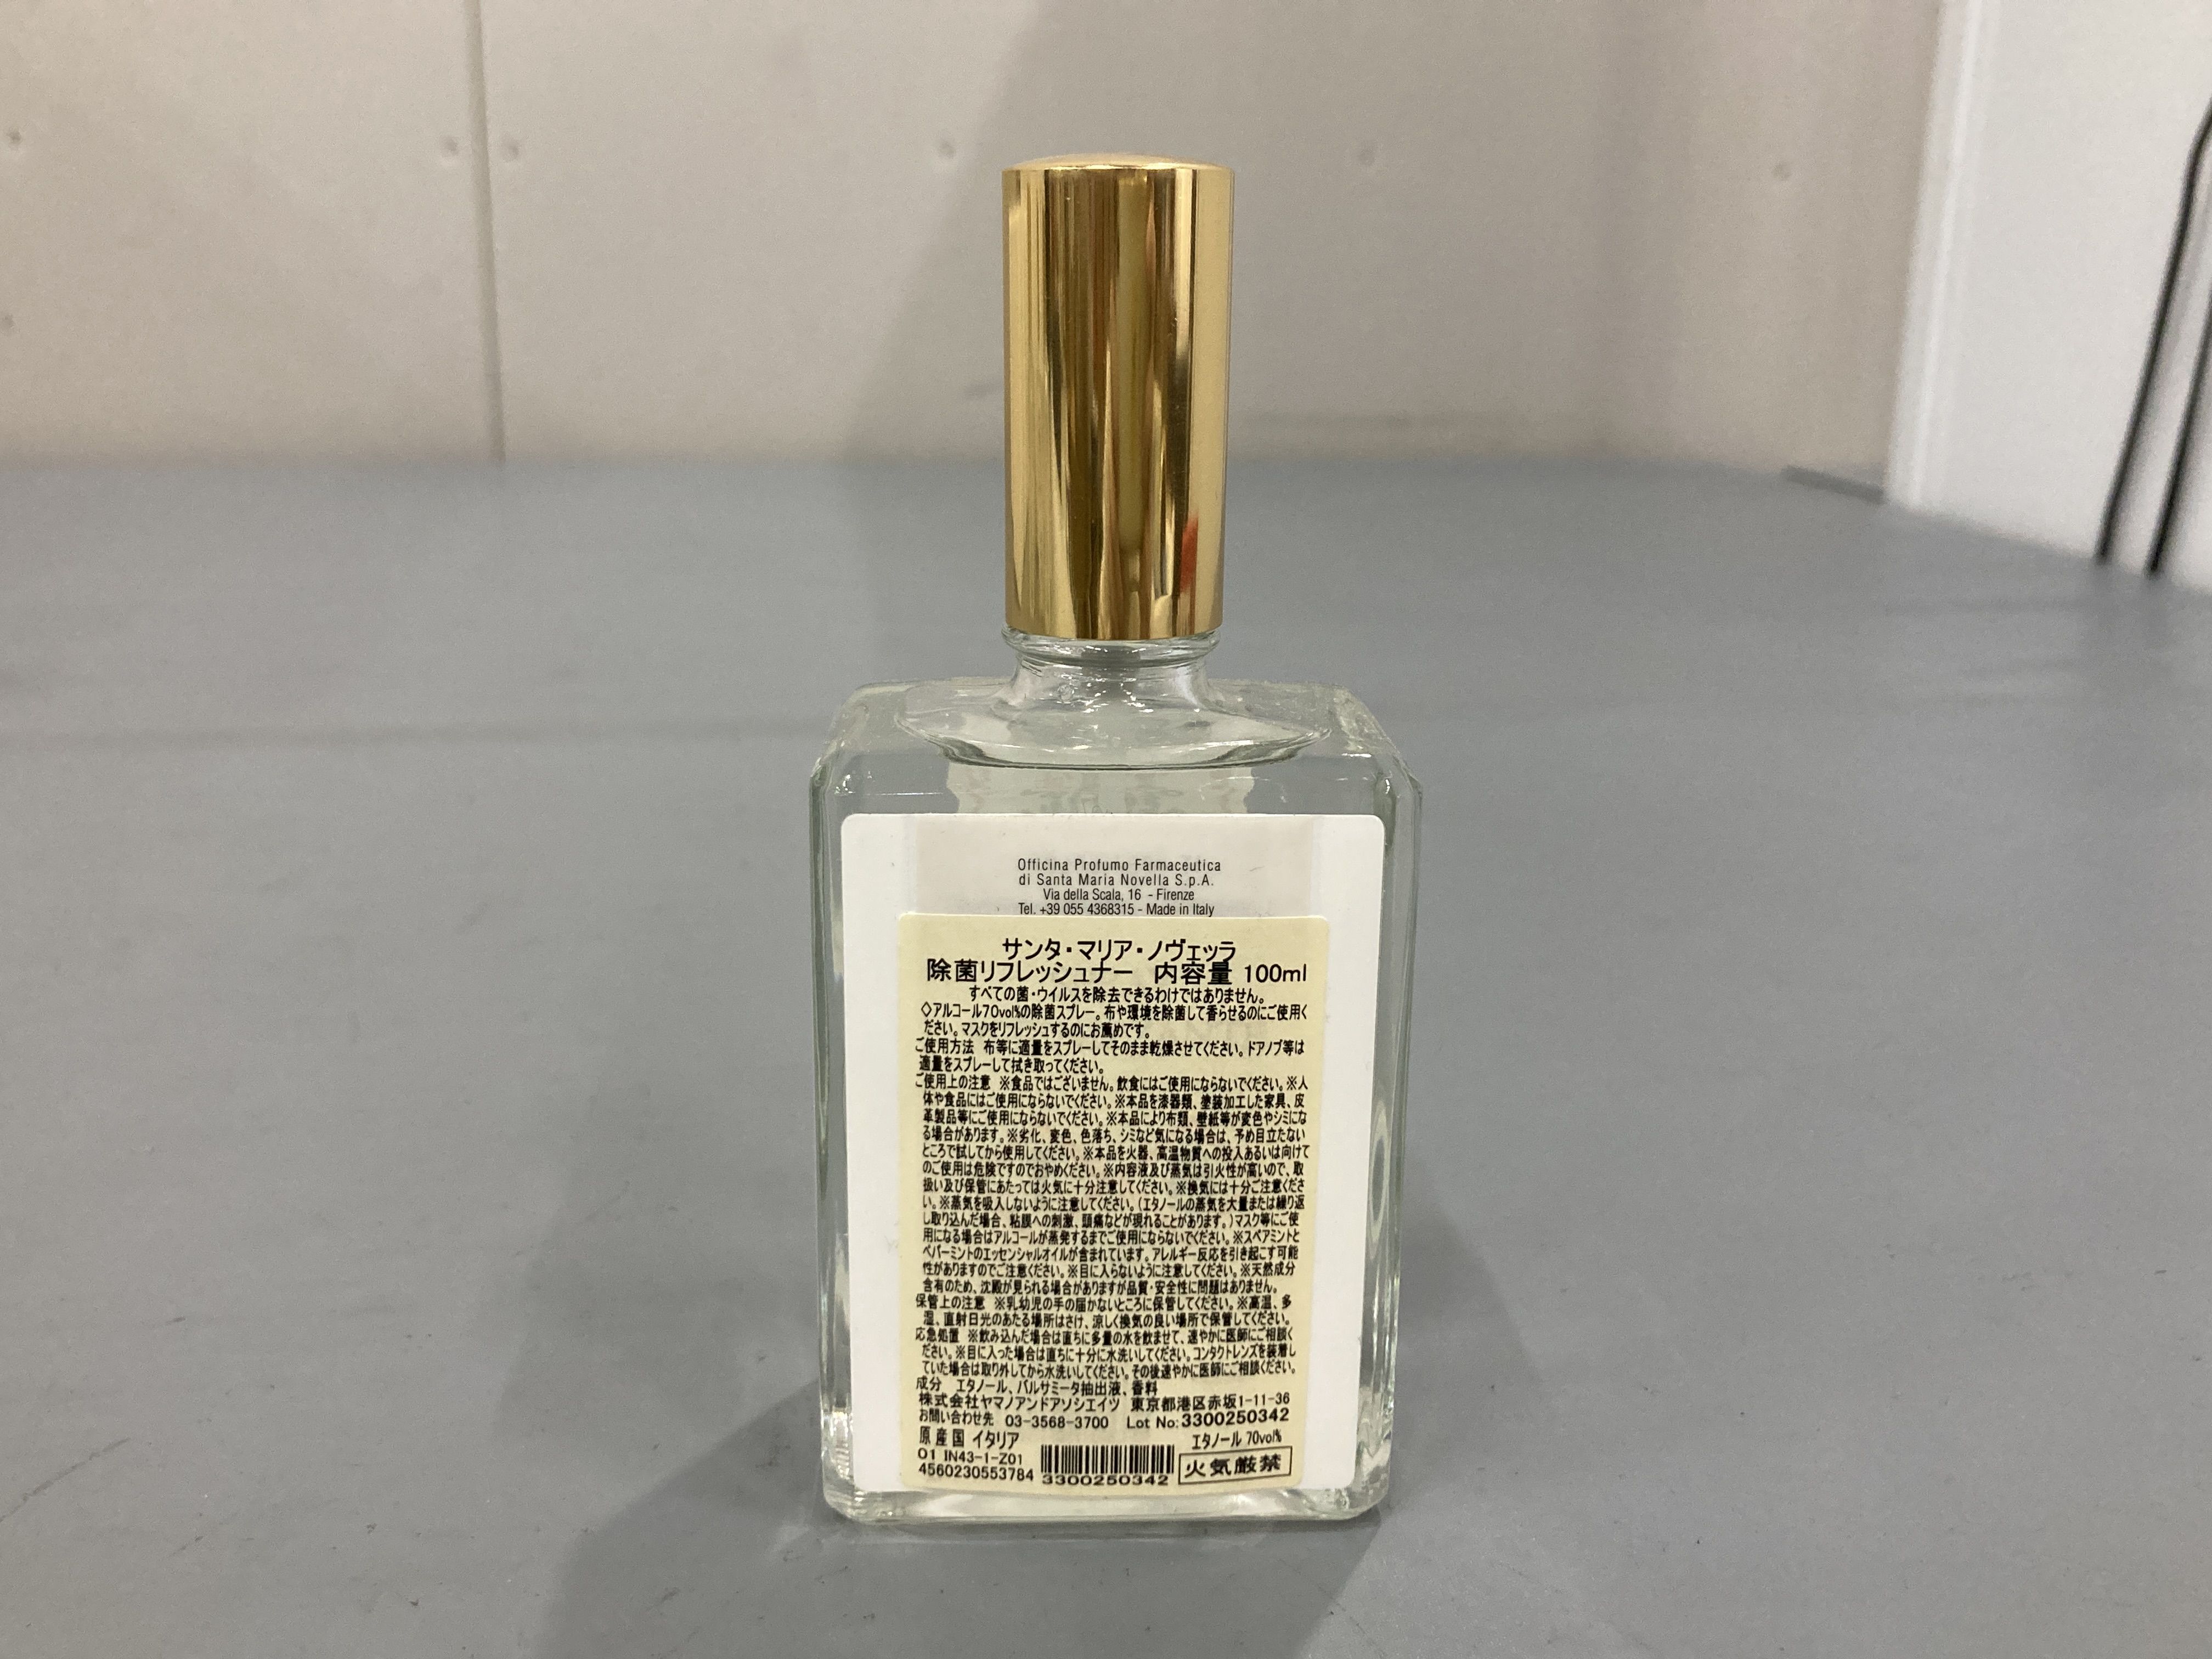 Officina Profumo Farmaceutica
di Santa Maria Novella S.p.A.
Via della Scala, 16 - Firenze
Tel. +39 055 4368315 - Made in Italy
サンタ・マリア・ノヴェッラ
除菌リフレッシュナー 内容量 100ml
すべての菌・ウイルスを除去できるわけではありません。
◇アルコール70vol%の除菌スプレー。布や環境を除菌して香らせるのにご使用く
ださい。マスクをリフレッシュするのにお薦めです。
ご使用方法 布等に適量をスプレーしてそのまま乾燥させてください。ドアノブ等は
適量をスプレーして拭き取ってください。
ご使用上の注意 ※食品ではございません。飲食にはご使用にならないでください。※人
体や食品にはご使用にならないでください。※本品を漆器類、塗装加工した家具、皮
革製品等にご使用にならないでください。※本品により布類、壁紙等が変色やシミにな
る場合があります。※劣化、変色、色落ち、シミなど気になる場合は、予め目立たない
ところで試してから使用してください。※本品を火器、高温物質への投入あるいは向けて
のご使用は危険ですのでおやめください。※内容液及び蒸気は引火性が高いので、取
扱い及び保管にあたっては火気に十分注意してください。※換気には十分ご注意くださ
い。※蒸気を吸入しないように注意してください。(エタノールの蒸気を大量または繰り返
し取り込んだ場合、粘膜への刺激、頭痛などが現れることがあります。)マスク等にご使
用になる場合はアルコールが蒸発するまでご使用にならないでください。※スペアミントと
ペパーミントのエッセンシャルオイルが含まれています。アレルギー反応を引き起こす可能
性がありますのでご注意ください。※目に入らないように注意してください。※天然成分
含有のため、沈殿が見られる場合がありますが品質・安全性に問題はありません。
保管上の注意 ※乳幼児の手の届かないところに保管してください。※高温、多
湿、直射日光のあたる場所はさけ、涼しく換気の良い場所で保管してください。
応急処置 ※飲み込んだ場合は直ちに多量の水を飲ませて、速やかに医師にご相談く
ださい。※目に入った場合は直ちに十分に水洗いしてください。コンタクトレンズを装着し
ていた場合は取り外してから水洗いしてください。その後速やかに医師にご相談ください。
成分 エタノール、バルサミータ抽出液、香料
株式会社ヤマノアンドアソシエイツ 東京都港区赤坂1-11-36
お問い合わせ先 03-3568-3700 Lot No:3300250342
原産国 イタリア エタノール 70vol%
01 IN43-1-Z01
4560230553784 3300250342 火気厳禁